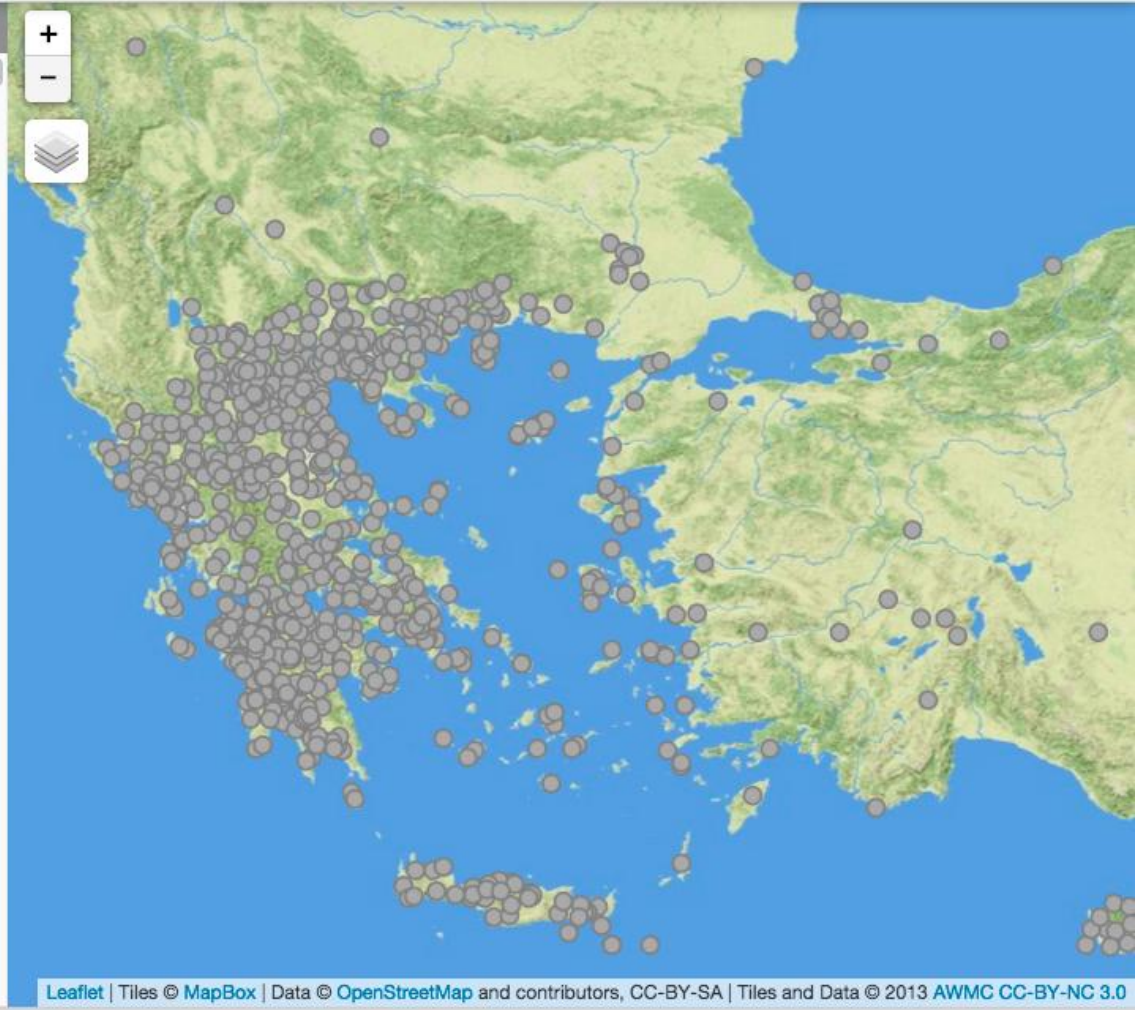 +
−
Leaflet | Tiles © MapBox | Data © OpenStreetMap and contributors, CC-BY-SA | Tiles and Data © 2013 AWMC CC-BY-NC 3.0